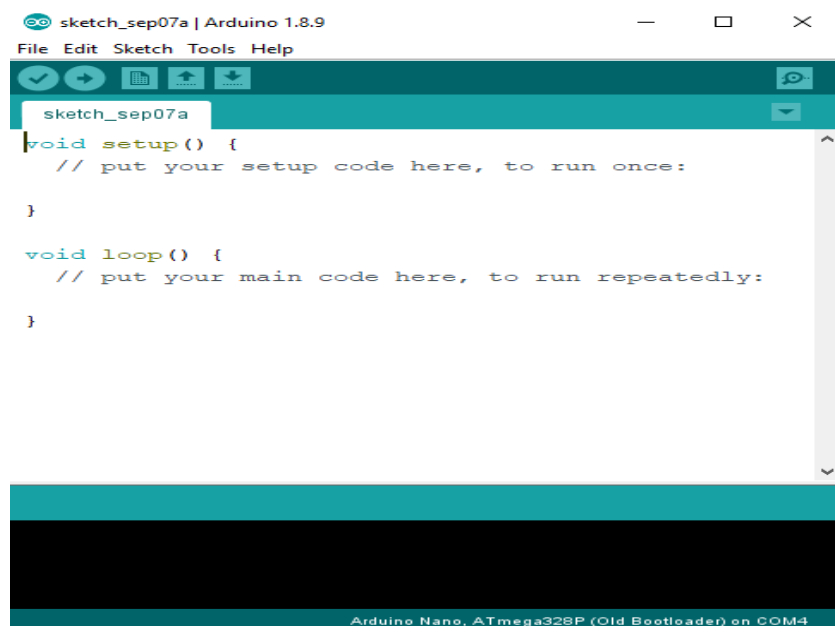 sketch_sep07a | Arduino 1.8.9
File Edit Sketch Tools Help
sketch_sep07a
void setup() {
// put your setup code here, to run once:
}
void loop() {
// put your main code here, to run repeatedly:
}
Arduino Nano, ATmega328P (Old Bootloader) on COM4